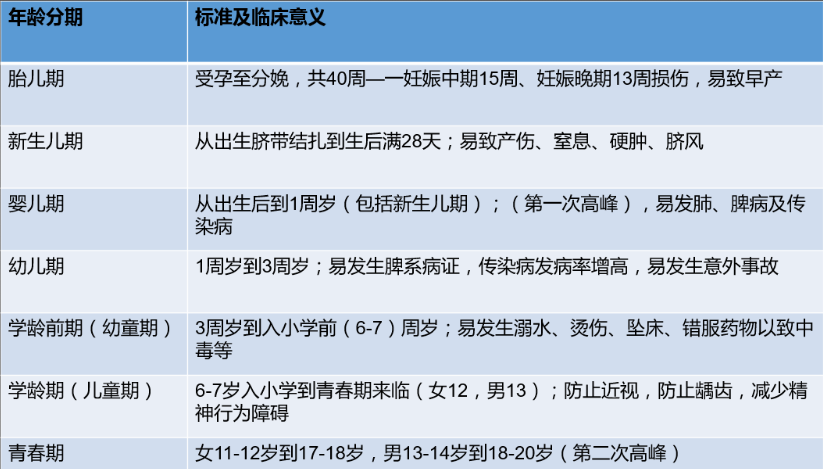 年龄分期
标准及临床意义
胎儿期
受孕至分娩，共40周—一妊娠中期15周、妊娠晚期13周损伤，易致早产
新生儿期
从出生脐带结扎到生后满28天；易致产伤、窒息、硬肿、脐风
婴儿期
从出生后到1周岁（包括新生儿期）；（第一次高峰），易发肺、脾病及传
染病
幼儿期
1周岁到3周岁；易发生脾系病证，传染病发病率增高，易发生意外事故
学龄前期（幼童期）
3周岁到入小学前（6-7）周岁；易发生溺水、烫伤、坠床、错服药物以致中
毒等
学龄期（儿童期）
6-7岁入小学到青春期来临（女12，男13）；防止近视，防止龋齿，减少精
神行为障碍
青春期
女11-12岁到17-18岁，男13-14岁到18-20岁（第二次高峰）